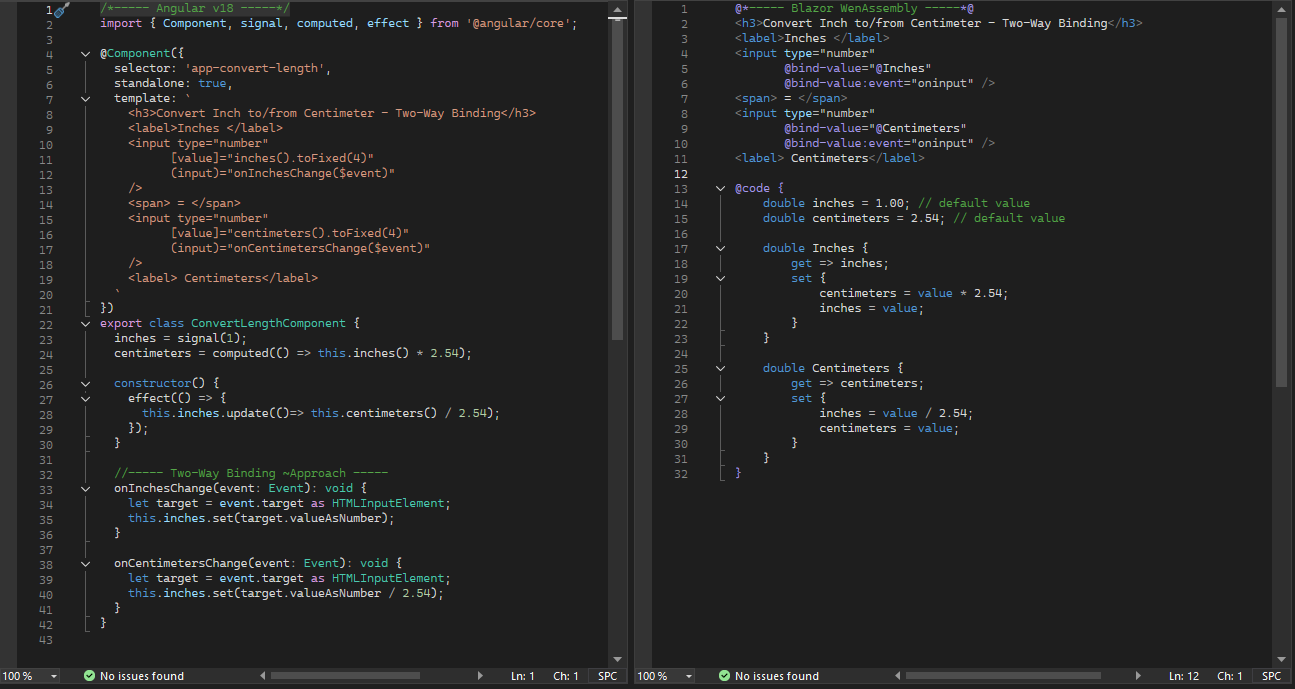 1 /*----- Angular v18 -----*/
2 import { Component, signal, computed, effect } from '@angular/core';
3
4 @Component({
5   selector: 'app-convert-length',
6   standalone: true,
7   template: `
8     <h3>Convert Inch to/from Centimeter - Two-Way Binding</h3>
9     <label>Inches </label>
10     <input type="number"
11           [value]="inches().toFixed(4)"
12           (input)="onInchesChange($event)"
13     />
14     <span> = </span>
15     <input type="number"
16           [value]="centimeters().toFixed(4)"
17           (input)="onCentimetersChange($event)"
18     />
19     <label> Centimeters</label>
20   `
21 })
22 export class ConvertLengthComponent {
23   inches = signal(1);
24   centimeters = computed(() => this.inches() * 2.54);
25
26   constructor() {
27     effect(() => {
28       this.inches.update(()=> this.centimeters() / 2.54);
29     });
30   }
31
32   //----- Two-Way Binding ~Approach -----
33   onInchesChange(event: Event): void {
34     let target = event.target as HTMLInputElement;
35     this.inches.set(target.valueAsNumber);
36   }
37
38   onCentimetersChange(event: Event): void {
39     let target = event.target as HTMLInputElement;
40     this.inches.set(target.valueAsNumber / 2.54);
41   }
42 }
43
100 % No issues found Ln: 1 Ch: 1 SPC
1 @*----- Blazor WenAssembly -----*@
2 <h3>Convert Inch to/from Centimeter - Two-Way Binding</h3>
3 <label>Inches </label>
4 <input type="number"
5        @bind-value="@Inches"
6        @bind-value:event="oninput" />
7 <span> = </span>
8 <input type="number"
9        @bind-value="@Centimeters"
10        @bind-value:event="oninput" />
11 <label> Centimeters</label>
12
13 @code {
14     double inches = 1.00; // default value
15     double centimeters = 2.54; // default value
16
17     double Inches {
18         get => inches;
19         set {
20             centimeters = value * 2.54;
21             inches = value;
22         }
23     }
24
25     double Centimeters {
26         get => centimeters;
27         set {
28             inches = value / 2.54;
29             centimeters = value;
30         }
31     }
32 }
100 % No issues found Ln: 12 Ch: 1 SPC